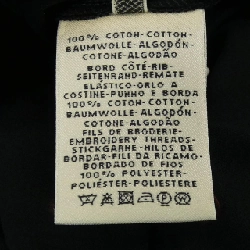 100% COTON-COTTON-
BAUMWOLLE-ALGODÓN-
COTONE-ALGODÃO
BORD CÔTÉ-RIB-
SEITENRAND-REMATE
ELÁSTICO-ORLO A
COSTINE-PUNHO E BORDA
100% COTON-COTTON-
BAUMWOLLE-ALGODÓN-
COTONE ALGODÃO
FILS DE BRODERIE-
EMBROIDERY THREADS-
STICKGARNE-HILOS DE
BORDAR-FILI DA RICAMO-
BORDADO DE FIOS
100% POLYESTER-
POLIÉSTER-POLIESTERE